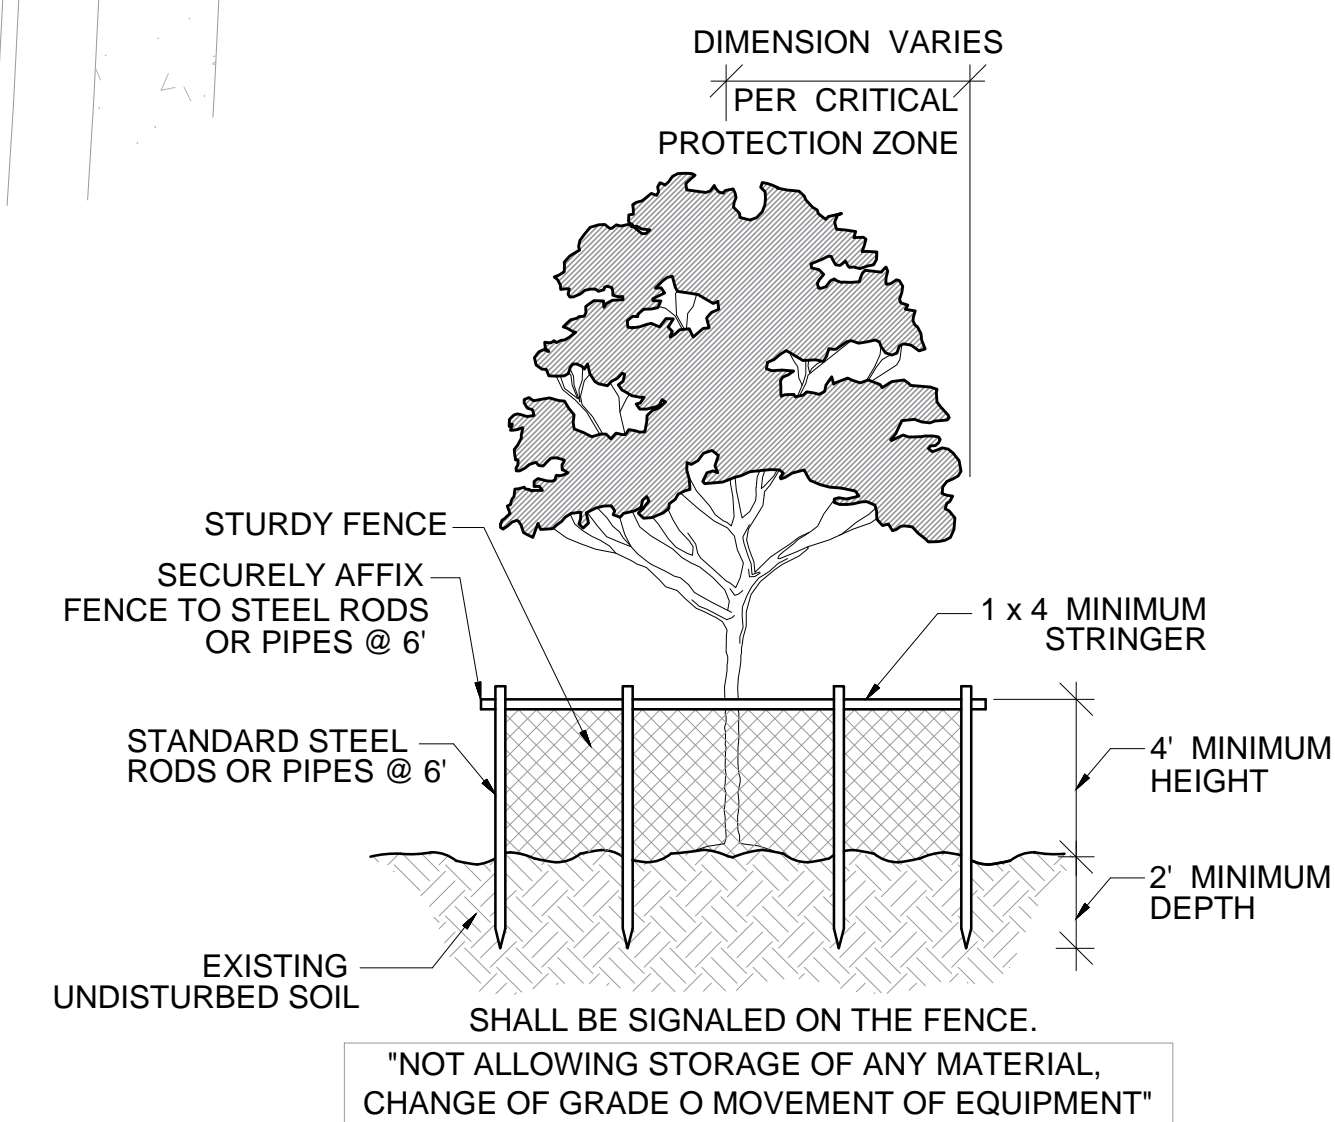 DIMENSION VARIES
PER CRITICAL
PROTECTION ZONE
STURDY FENCE
SECURELY AFFIX
FENCE TO STEEL RODS
OR PIPES @ 6'
1 x 4 MINIMUM
STRINGER
STANDARD STEEL
RODS OR PIPES @ 6'
4' MINIMUM
HEIGHT
2' MINIMUM
DEPTH
EXISTING
UNDISTURBED SOIL
SHALL BE SIGNALED ON THE FENCE.
"NOT ALLOWING STORAGE OF ANY MATERIAL,
CHANGE OF GRADE O MOVEMENT OF EQUIPMENT"